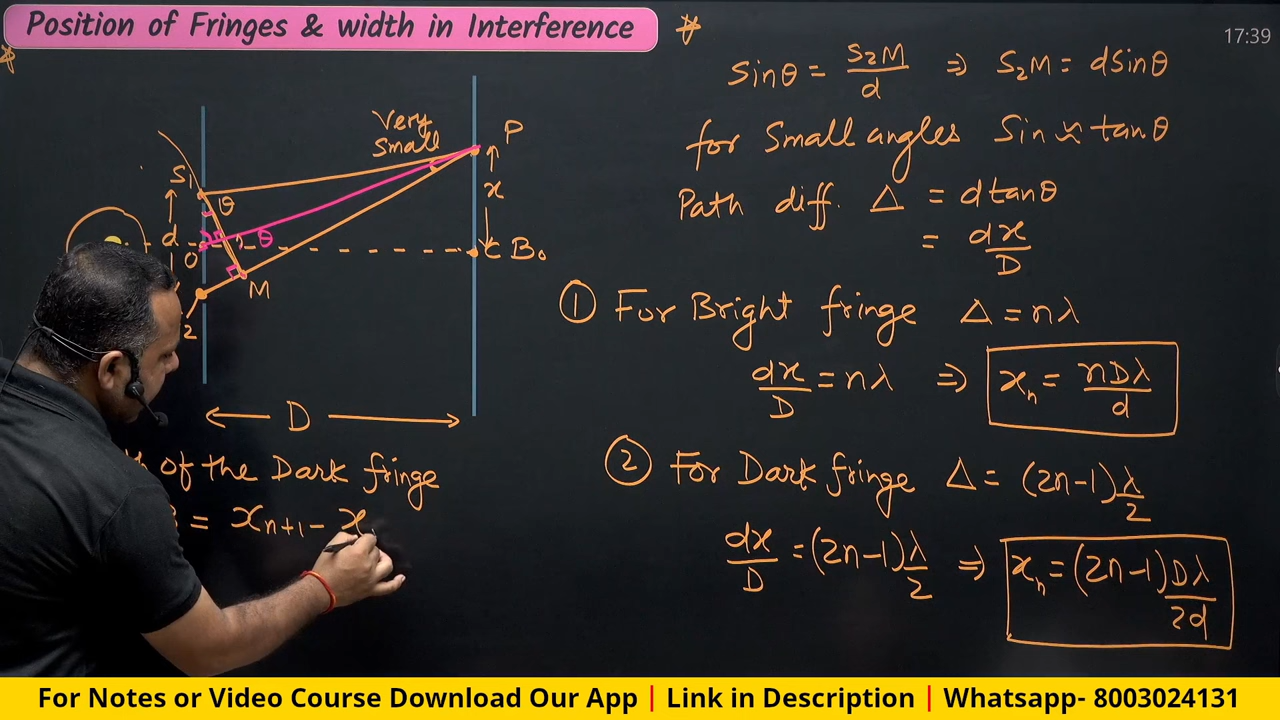 Position of Fringes & width in Interference
17:39
Very
Small
P
S1
θ
x
d
O
θ
C B0
M
2
D
of the Dark fringe
= xn+1 - x
Sinθ = S2M/d ⇒ S2M = dSinθ
for Small angles Sin ≈ tanθ
Path diff. Δ = dtanθ
= dx/D
① For Bright fringe Δ = nλ
dx/D = nλ ⇒ xn = nDλ/d
② For Dark fringe Δ = (2n-1)λ/2
dx/D = (2n-1)λ/2 ⇒ xn = (2n-1)Dλ/2d
For Notes or Video Course Download Our App | Link in Description | Whatsapp- 8003024131